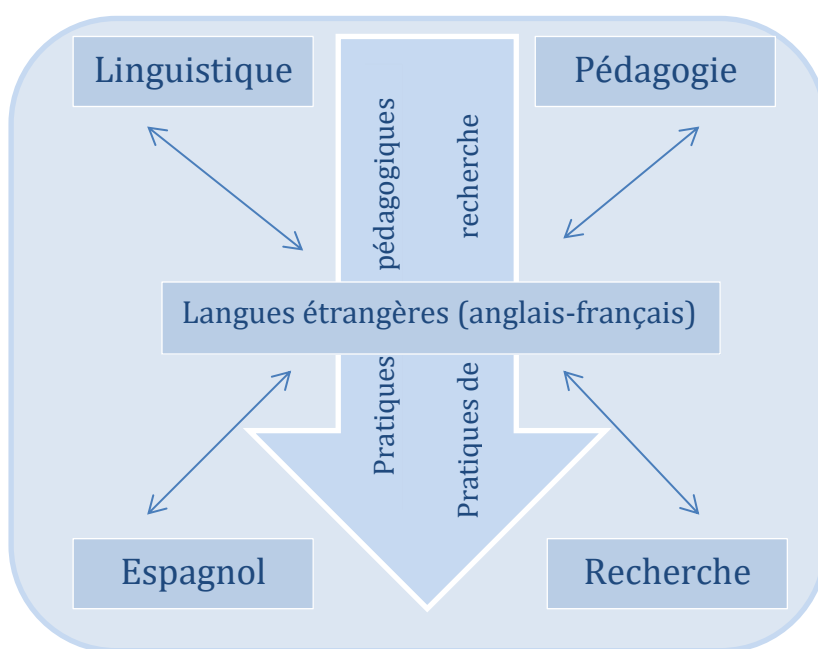 Linguistique
Pédagogie
Pratiques pédagogiques
Pratiques de recherche
Langues étrangères (anglais-français)
Espagnol
Recherche